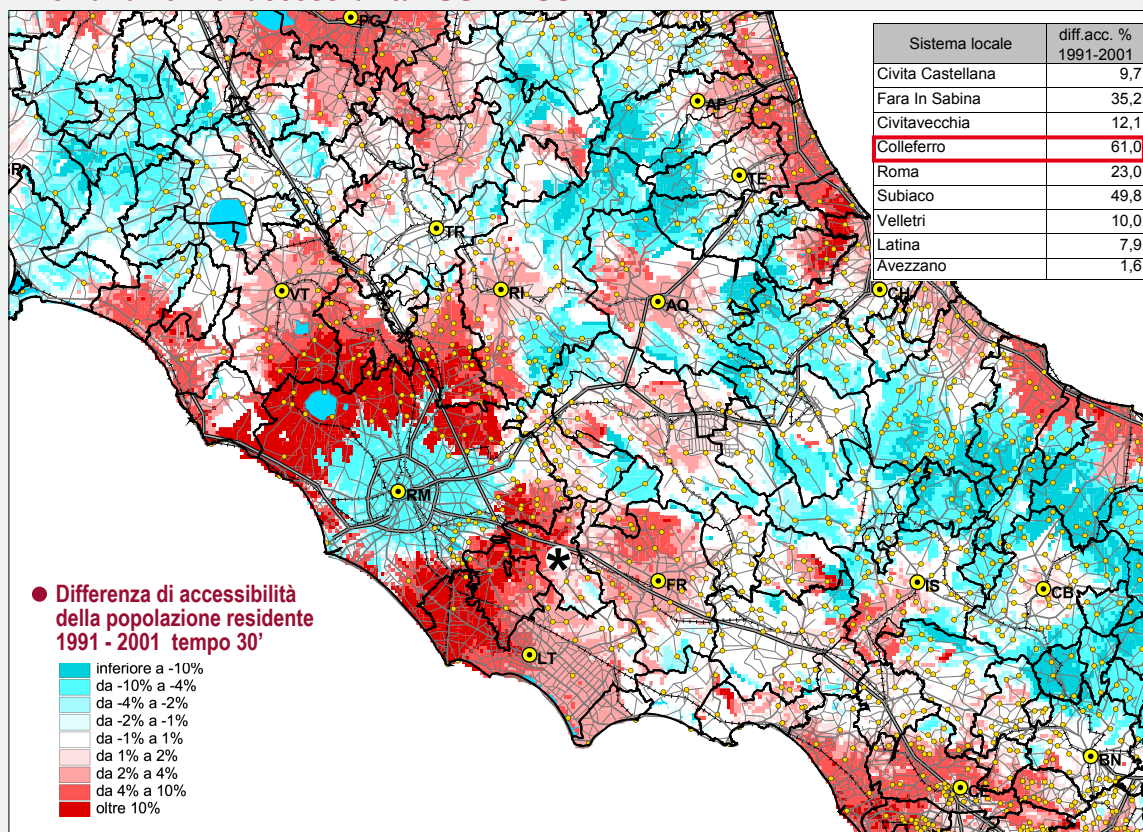 Sistema locale
diff.acc. %
1991-2001
Civita Castellana 9,7
Fara In Sabina 35,2
Civitavecchia 12,1
Colleferro 61,0
Roma 23,0
Subiaco 49,8
Velletri 10,0
Latina 7,9
Avezzano 1,6
PG
AP
TE
TR
VT
RI
AQ
CH
RM
*
FR
IS
CB
LT
BN
CE
Differenza di accessibilità
della popolazione residente
1991 - 2001 tempo 30'
inferiore a -10%
da -10% a -4%
da -4% a -2%
da -2% a -1%
da -1% a 1%
da 1% a 2%
da 2% a 4%
da 4% a 10%
oltre 10%